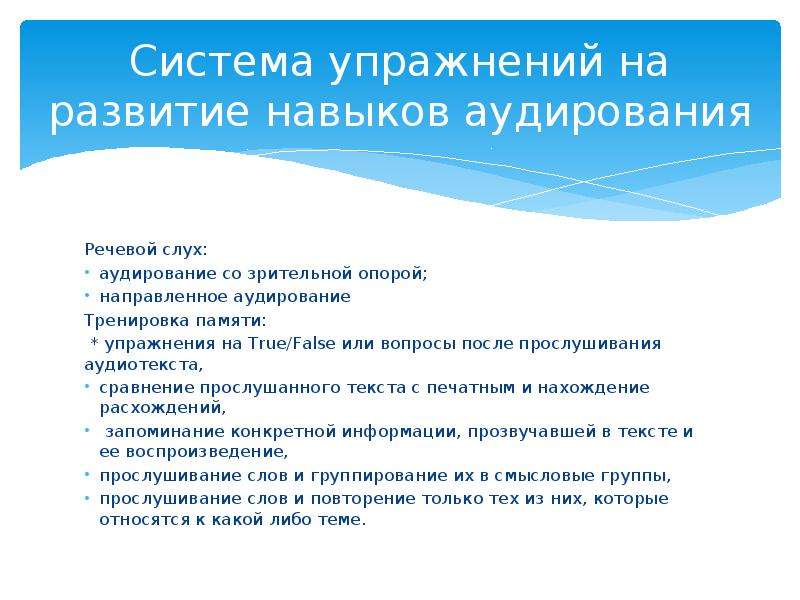 Система упражнений на
развитие навыков аудирования
Речевой слух:
• аудирование со зрительной опорой;
• направленное аудирование
Тренировка памяти:
* упражнения на True/False или вопросы после прослушивания
аудиотекста,
• сравнение прослушанного текста с печатным и нахождение
расхождений,
• запоминание конкретной информации, прозвучавшей в тексте и
ее воспроизведение,
• прослушивание слов и группирование их в смысловые группы,
• прослушивание слов и повторение только тех из них, которые
относятся к какой либо теме.